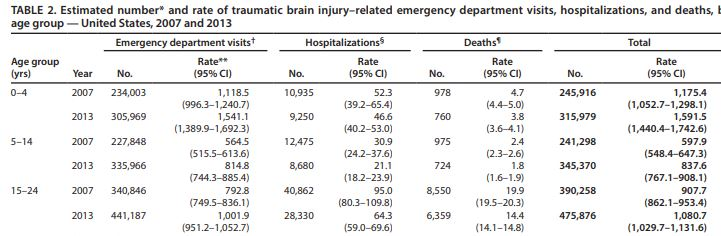 TABLE 2. Estimated number* and rate of traumatic brain injury–related emergency department visits, hospitalizations, and deaths, b
age group — United States, 2007 and 2013
Emergency department visits† Hospitalizations§ Deaths¶ Total
Age group Rate** Rate Rate Rate
(yrs) Year No. (95% CI) No. (95% CI) No. (95% CI) No. (95% CI)
0–4 2007 234,003 1,118.5 10,935 52.3 978 4.7 245,916 1,175.4
(996.3–1,240.7) (39.2–65.4) (4.4–5.0) (1,052.7–1,298.1)
2013 305,969 1,541.1 9,250 46.6 760 3.8 315,979 1,591.5
(1,389.9–1,692.3) (40.2–53.0) (3.6–4.1) (1,440.4–1,742.6)
5–14 2007 227,848 564.5 12,475 30.9 975 2.4 241,298 597.9
(515.5–613.6) (24.2–37.6) (2.3–2.6) (548.4–647.3)
2013 335,966 814.8 8,680 21.1 724 1.8 345,370 837.6
(744.3–885.4) (18.2–23.9) (1.6–1.9) (767.1–908.1)
15–24 2007 340,846 792.8 40,862 95.0 8,550 19.9 390,258 907.7
(749.5–836.1) (80.3–109.8) (19.5–20.3) (862.1–953.4)
2013 441,187 1,001.9 28,330 64.3 6,359 14.4 475,876 1,080.7
(951.2–1,052.7) (59.0–69.6) (14.1–14.8) (1,029.7–1,131.6)